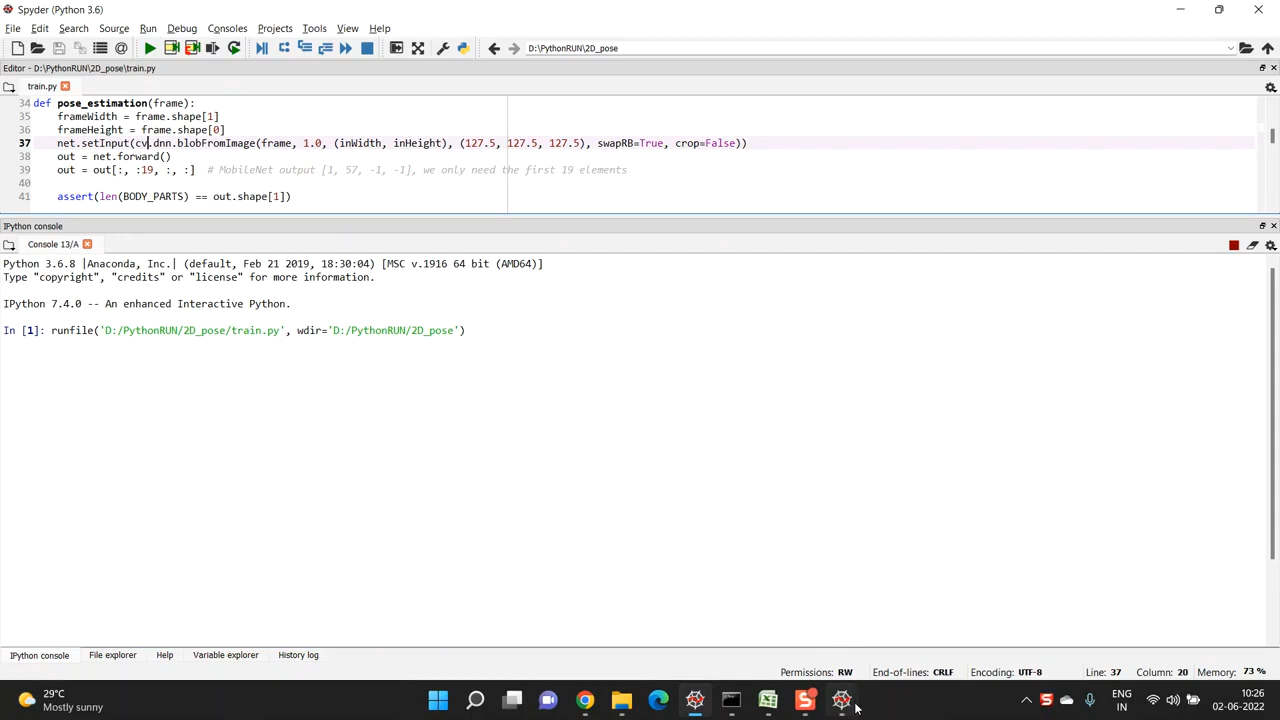 Spyder (Python 3.6)
File Edit Search Source Run Debug Consoles Projects Tools View Help
D:\PythonRUN\2D_pose
Editor - D:\PythonRUN\2D_pose\train.py
train.py
34 def pose_estimation(frame):
35 frameWidth = frame.shape[1]
36 frameHeight = frame.shape[0]
37 net.setInput(cv.dnn.blobFromImage(frame, 1.0, (inWidth, inHeight), (127.5, 127.5, 127.5), swapRB=True, crop=False))
38 out = net.forward()
39 out = out[:, :19, :, :] # MobileNet output [1, 57, -1, -1], we only need the first 19 elements
40
41 assert(len(BODY_PARTS) == out.shape[1])
IPython console
Console 13/A
Python 3.6.8 |Anaconda, Inc.| (default, Feb 21 2019, 18:30:04) [MSC v.1916 64 bit (AMD64)]
Type "copyright", "credits" or "license" for more information.
IPython 7.4.0 -- An enhanced Interactive Python.
In [1]: runfile('D:/PythonRUN/2D_pose/train.py', wdir='D:/PythonRUN/2D_pose')
IPython console File explorer Help Variable explorer History log
Permissions: RW End-of-lines: CRLF Encoding: UTF-8 Line: 37 Column: 20 Memory: 73 %
29°C
Mostly sunny
ENG
IN
10:26
02-06-2022